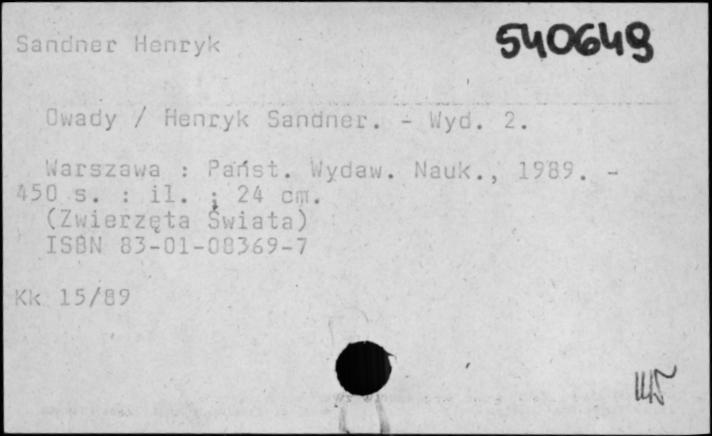 Sandner Henryk
540649
Owady / Henryk Sandner. - Wyd. 2.
Warszawa : Państ. Wydaw. Nauk., 1989. -
450 s. : il. ; 24 cm.
(Zwierzęta Świata)
ISBN 83-01-08369-7
Kk 15/89